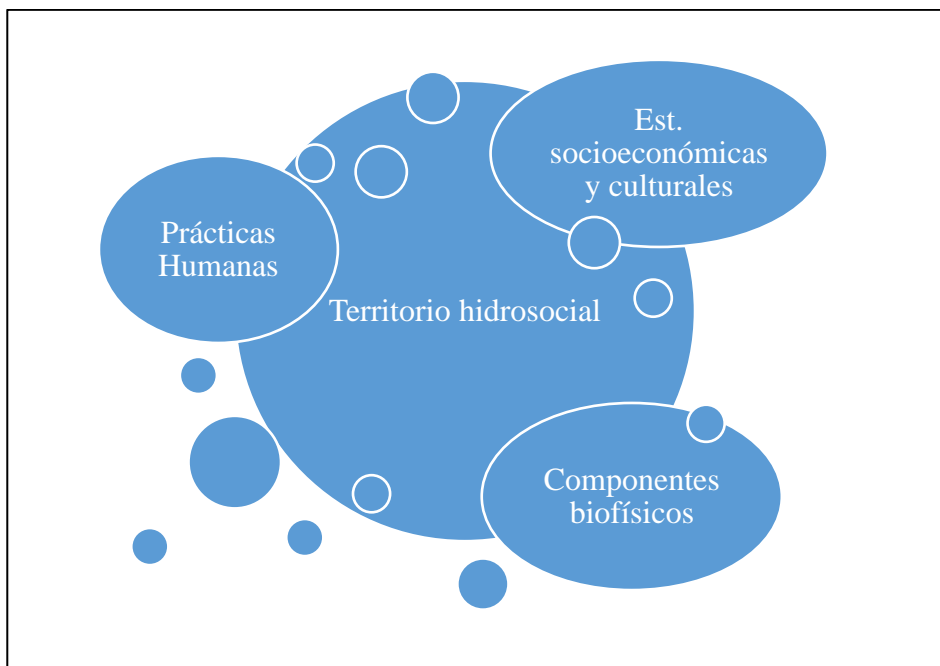 Est.
socioeconómicas
y culturales
Prácticas
Humanas
Territorio hidrosocial
Componentes
biofísicos